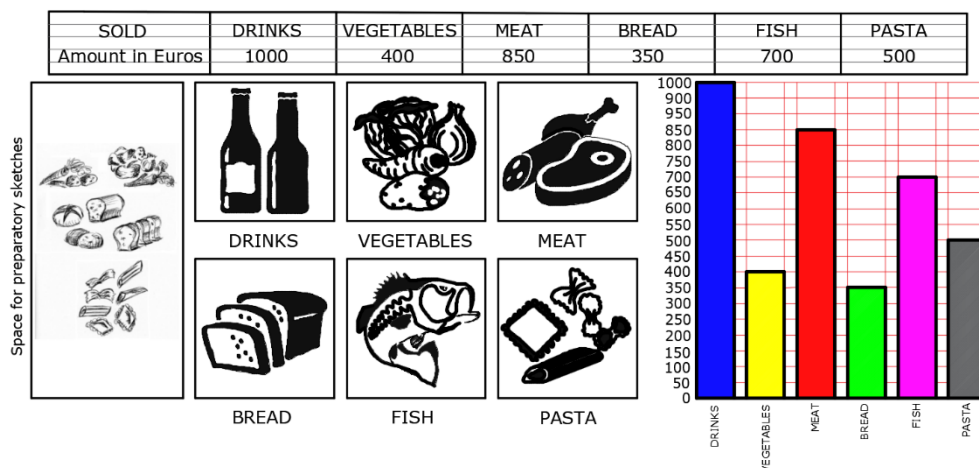 SOLD DRINKS VEGETABLES MEAT BREAD FISH PASTA
Amount in Euros 1000 400 850 350 700 500
Space for preparatory sketches
DRINKS VEGETABLES MEAT
BREAD FISH PASTA
1000
900
900
850
800
750
700
650
600
550
500
450
400
350
300
250
200
150
100
50
0
DRINKS
VEGETABLES
MEAT
BREAD
FISH
PASTA